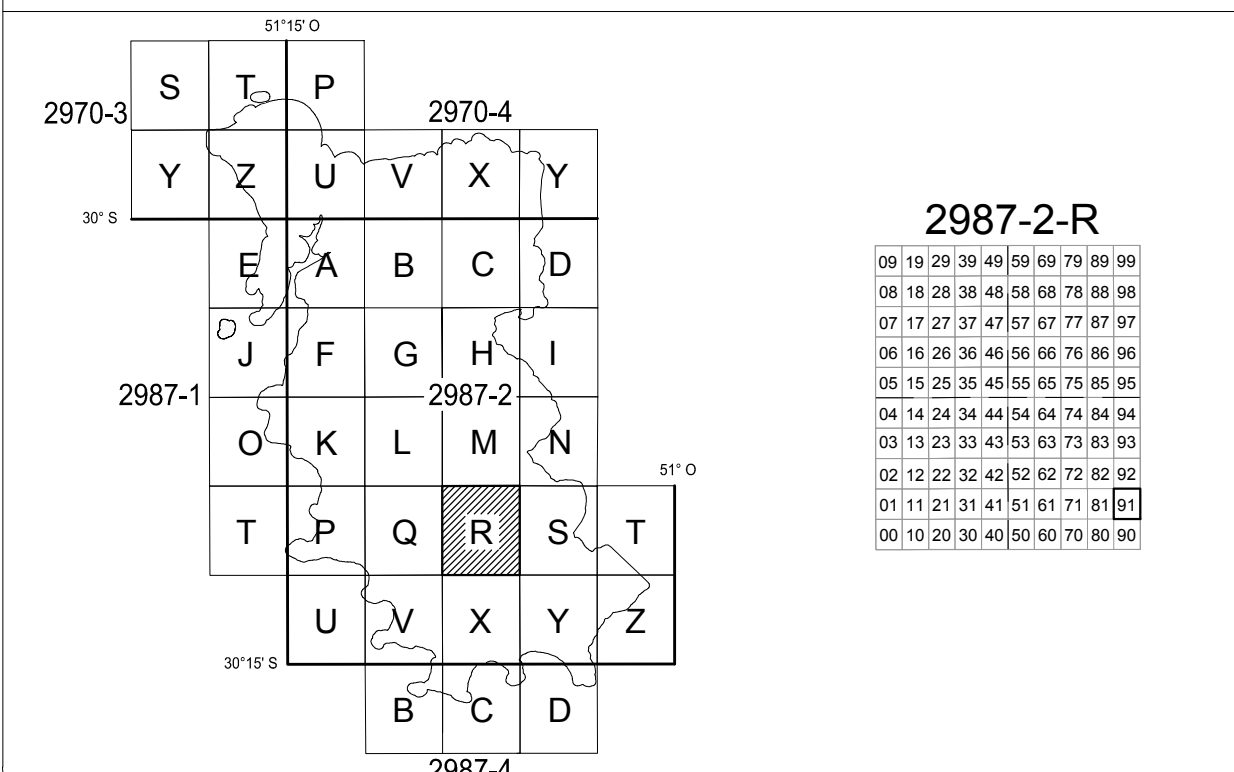 51°15' O
S T P
2970-3
2970-4
Y Z U V X Y
30° S
E A B C D
J F G H I
2987-1
2987-2
O K L M N
51° O
T P Q R S T
U V X Y Z
30°15' S
B C D
2987-4
2987-2-R
09 19 29 39 49 59 69 79 89 99
08 18 28 38 48 58 68 78 88 98
07 17 27 37 47 57 67 77 87 97
06 16 26 36 46 56 66 76 86 96
05 15 25 35 45 55 65 75 85 95
04 14 24 34 44 54 64 74 84 94
03 13 23 33 43 53 63 73 83 93
02 12 22 32 42 52 62 72 82 92
01 11 21 31 41 51 61 71 81 91
00 10 20 30 40 50 60 70 80 90